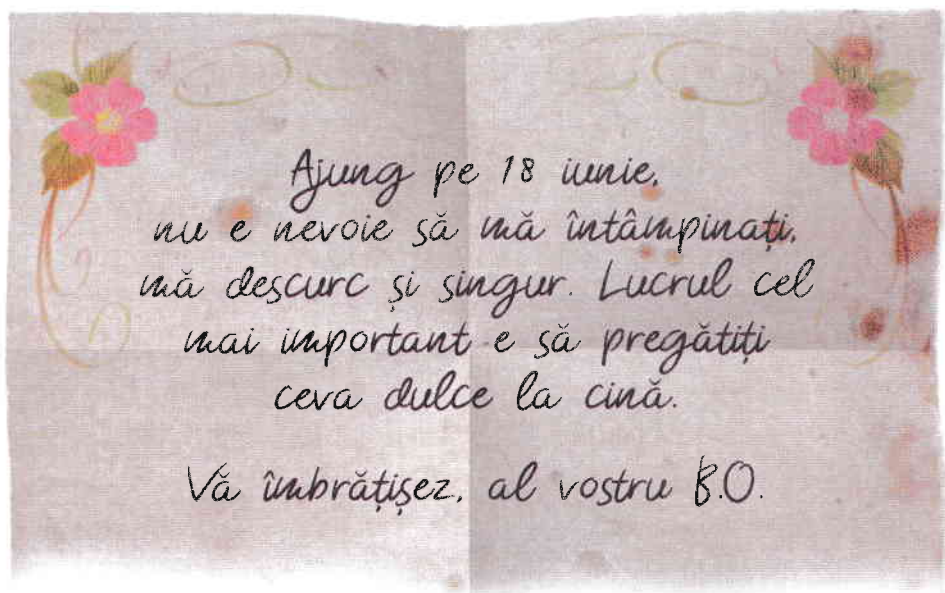 Ajung pe 18 iunie,
nu e nevoie să mă întâmpinați,
mă descurc și singur. Lucrul cel
mai important e să pregătiți
ceva dulce la cină.
Vă îmbrățișez, al vostru B.O.